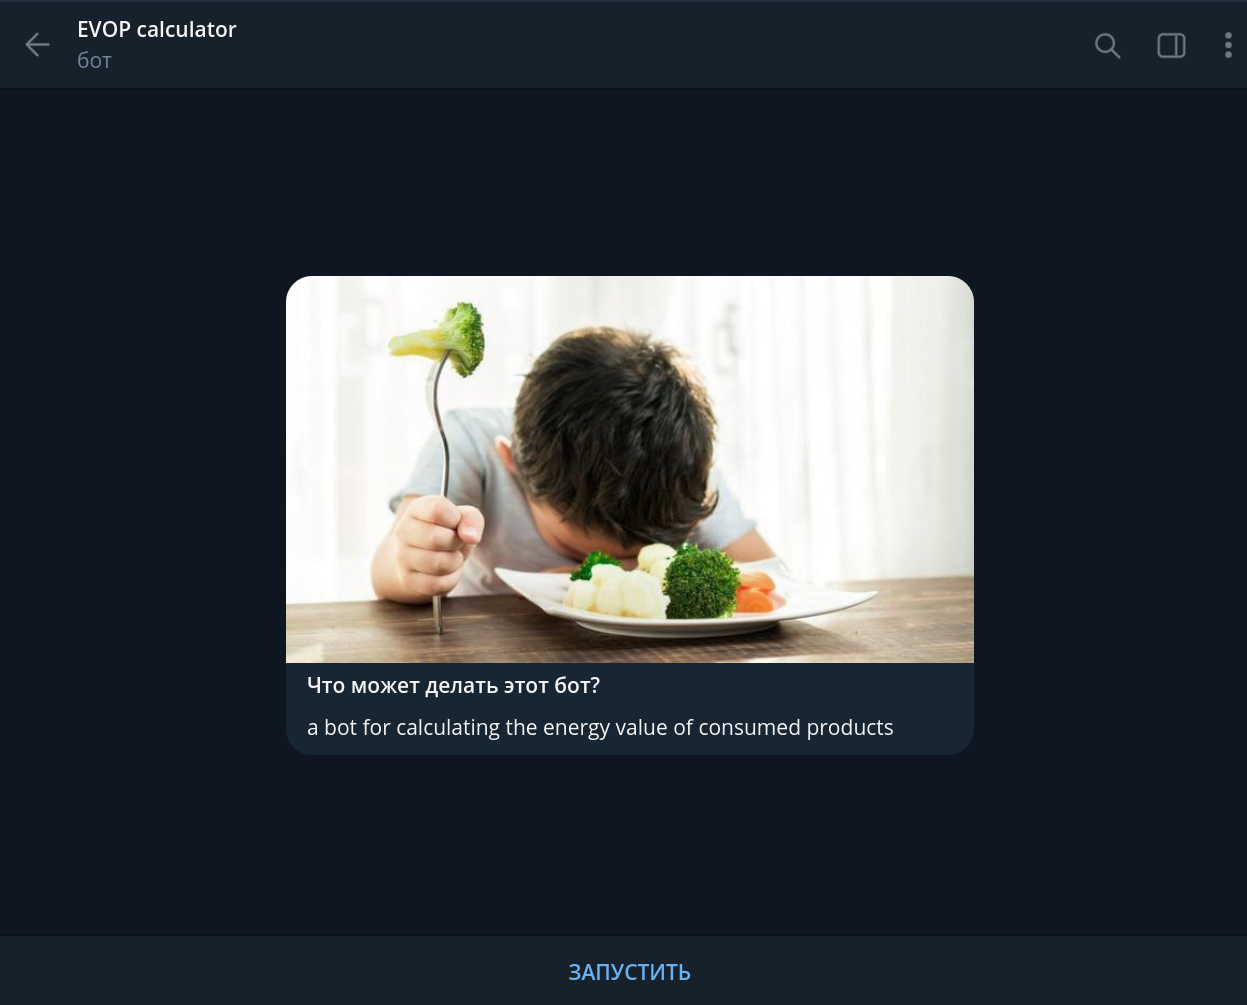 EVOP calculator
бот
Что может делать этот бот?
a bot for calculating the energy value of consumed products
ЗАПУСТИТЬ